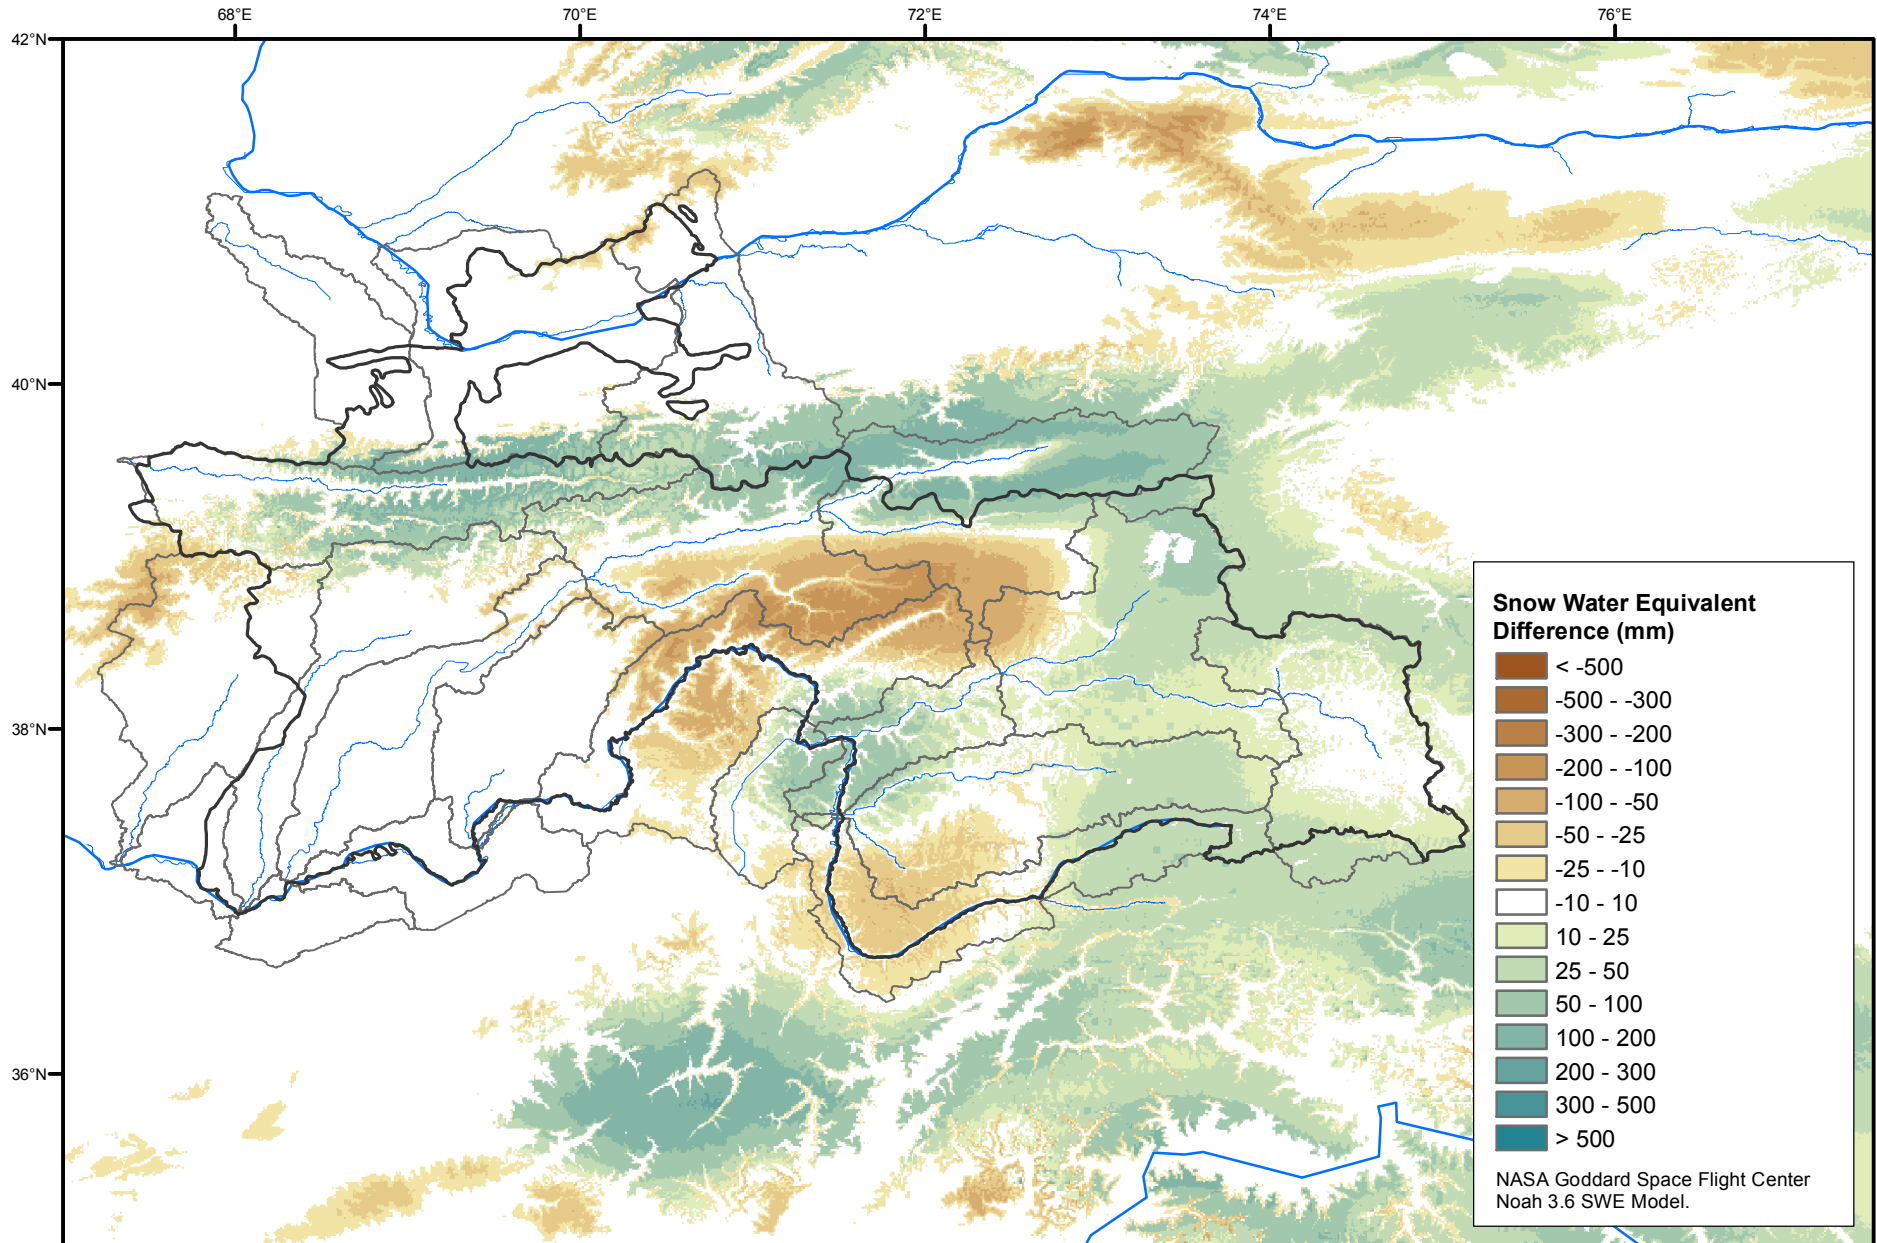 68°E
70°E
72°E
74°E
76°E
42°N
40°N
38°N
36°N
Snow Water Equivalent
Difference (mm)
< -500
-500 - -300
-300 - -200
-200 - -100
-100 - -50
-50 - -25
-25 - -10
-10 - 10
10 - 25
25 - 50
50 - 100
100 - 200
200 - 300
300 - 500
> 500
NASA Goddard Space Flight Center
Noah 3.6 SWE Model.